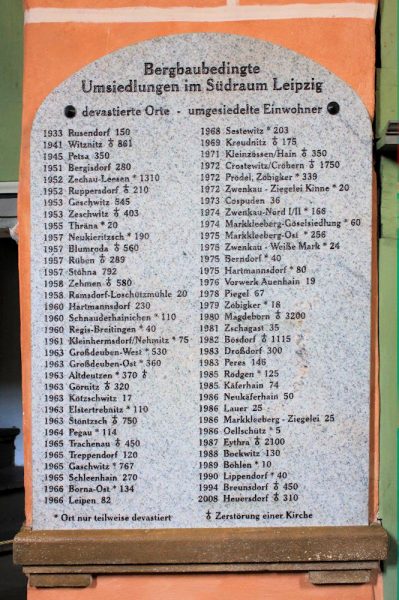 Bergbaubedingte
Umsiedlungen im Südraum Leipzig
devastierte Orte - umgesiedelte Einwohner
1933 Rusendorf 150
1941 Witznitz ♁ 861
1945 Petsa 350
1951 Bergisdorf 280
1952 Zechau-Leesen * 1310
1952 Ruppersdorf ♁ 210
1953 Geschwitz 545
1953 Zeschwitz ♁ 403
1955 Thräna * 20
1957 Neukieritzsch * 190
1957 Blumroda ♁ 560
1957 Rüben ♁ 289
1957 Stöhna 792
1958 Zehmen ♁ 580
1958 Ramsdorf-Loschützmühle 20
1960 Hartmannsdorf 230
1960 Schnauderhainichen * 110
1960 Regis-Breitingen * 40
1961 Kleinhermsdorf/Nehmitz * 75
1963 Großdeuben-West * 530
1963 Großdeuben-Ost * 360
1963 Altdeutzen * 370 ♁
1963 Görnitz ♁ 320
1963 Kötzschwitz 17
1963 Elstertrebnitz * 110
1963 Stöntzsch ♁ 750
1964 Pegau * 114
1965 Trachenau ♁ 450
1965 Treppendorf 120
1965 Gaschwitz * 767
1965 Schleenhain 270
1966 Borna-Ost * 134
1966 Leipen 82
1968 Sestewitz * 203
1969 Kreudnitz ♁ 175
1971 Kleinzössen/Hain ♁ 350
1972 Crostewitz/Cröbern ♁ 1750
1972 Prödel, Zöbigker * 339
1972 Zwenkau - Ziegelei Kinne * 20
1973 Cospuden 36
1974 Zwenkau-Nord I/II * 166
1974 Markkleeberg-Göselsiedlung * 60
1975 Markkleeberg-Ost * 256
1975 Zwenkau - Weiße Mark * 24
1975 Berndorf * 40
1975 Hartmannsdorf * 80
1976 Vorwerk Auenhain 19
1978 Piegel 67
1979 Zöbigker * 18
1980 Magdeborn ♁ 3200
1981 Zschagast 35
1982 Bösdorf ♁ 1115
1983 Droßdorf 300
1983 Peres 146
1985 Rödgen * 125
1985 Käferhain 74
1986 Neukäferhain 50
1986 Lauer 25
1986 Markkleeberg - Ziegelei 25
1986 Oellschütz * 5
1987 Eythra ♁ 2100
1988 Bockwitz 130
1989 Böhlen * 10
1990 Lippendorf * 40
1994 Breunsdorf ♁ 450
2008 Heuersdorf ♁ 310
* Ort nur teilweise devastiert
♁ Zerstörung einer Kirche